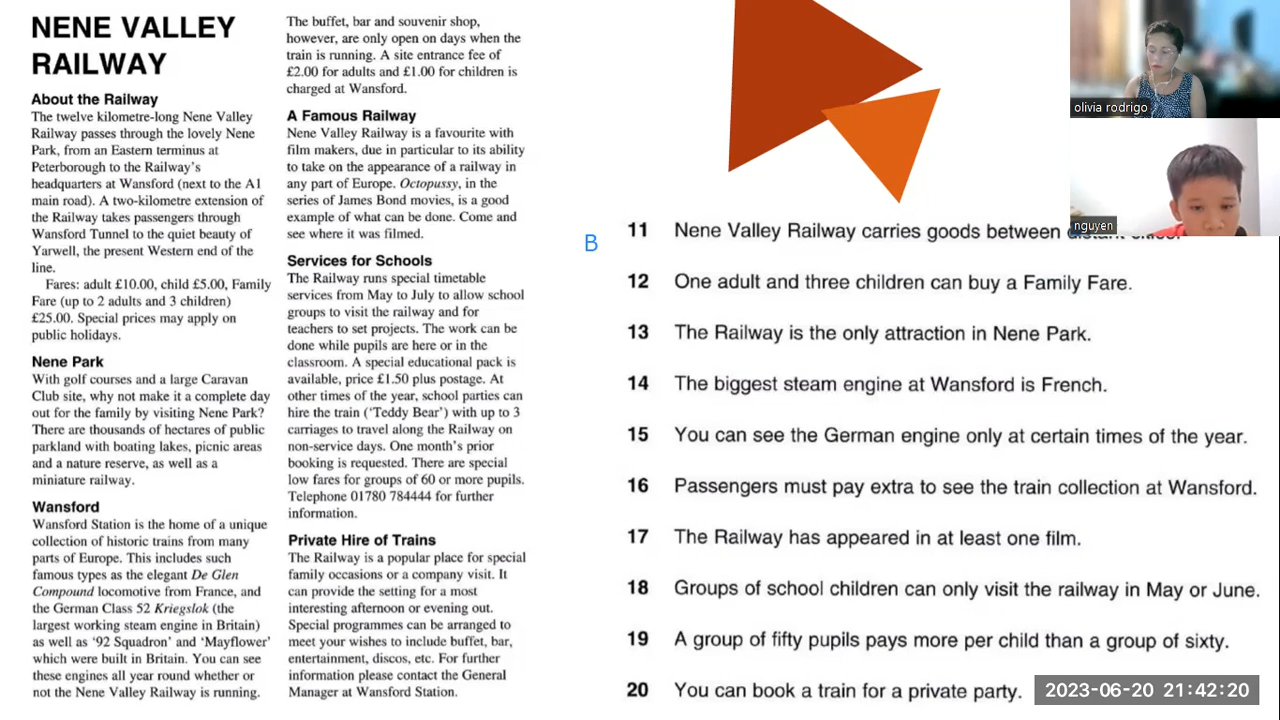 NENE VALLEY
RAILWAY
About the Railway
The twelve kilometre-long Nene Valley
Railway passes through the lovely Nene
Park, from an Eastern terminus at
Peterborough to the Railway's
headquarters at Wansford (next to the A1
main road). A two-kilometre extension of
the Railway takes passengers through
Wansford Tunnel to the quiet beauty of
Yarwell, the present Western end of the
line.
Fares: adult £10.00, child £5.00, Family
Fare (up to 2 adults and 3 children)
£25.00. Special prices may apply on
public holidays.
Nene Park
With golf courses and a large Caravan
Club site, why not make it a complete day
out for the family by visiting Nene Park?
There are thousands of hectares of public
parkland with boating lakes, picnic areas
and a nature reserve, as well as a
miniature railway.
Wansford
Wansford Station is the home of a unique
collection of historic trains from many
parts of Europe. This includes such
famous types as the elegant De Glen
Compound locomotive from France, and
the German Class 52 Kriegslok (the
largest working steam engine in Britain)
as well as '92 Squadron' and 'Mayflower'
which were built in Britain. You can see
these engines all year round whether or
not the Nene Valley Railway is running.
The buffet, bar and souvenir shop,
however, are only open on days when the
train is running. A site entrance fee of
£2.00 for adults and £1.00 for children is
charged at Wansford.
A Famous Railway
Nene Valley Railway is a favourite with
film makers, due in particular to its ability
to take on the appearance of a railway in
any part of Europe. Octopussy, in the
series of James Bond movies, is a good
example of what can be done. Come and
see where it was filmed.
Services for Schools
The Railway runs special timetable
services from May to July to allow school
groups to visit the railway and for
teachers to set projects. The work can be
done while pupils are here or in the
classroom. A special educational pack is
available, price £1.50 plus postage. At
other times of the year, school parties can
hire the train ('Teddy Bear') with up to 3
carriages to travel along the Railway on
non-service days. One month's prior
booking is requested. There are special
low fares for groups of 60 or more pupils.
Telephone 01780 784444 for further
information.
Private Hire of Trains
The Railway is a popular place for special
family occasions or a company visit. It
can provide the setting for a most
interesting afternoon or evening out.
Special programmes can be arranged to
meet your wishes to include buffet, bar,
entertainment, discos, etc. For further
information please contact the General
Manager at Wansford Station.
B
11 Nene Valley Railway carries goods between
12 One adult and three children can buy a Family Fare.
13 The Railway is the only attraction in Nene Park.
14 The biggest steam engine at Wansford is French.
15 You can see the German engine only at certain times of the year.
16 Passengers must pay extra to see the train collection at Wansford.
17 The Railway has appeared in at least one film.
18 Groups of school children can only visit the railway in May or June.
19 A group of fifty pupils pays more per child than a group of sixty.
20 You can book a train for a private party.
olivia rodrigo
nguyen
2023-06-20 21:42:20